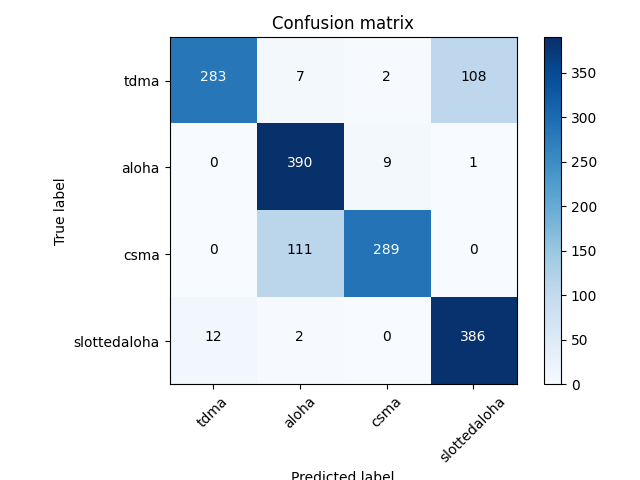 Confusion matrix
True label
tdma 283 7 2 108
aloha 0 390 9 1
csma 0 111 289 0
slottedaloha 12 2 0 386
tdma aloha csma slottedaloha
Predicted label
350
300
250
200
150
100
50
0